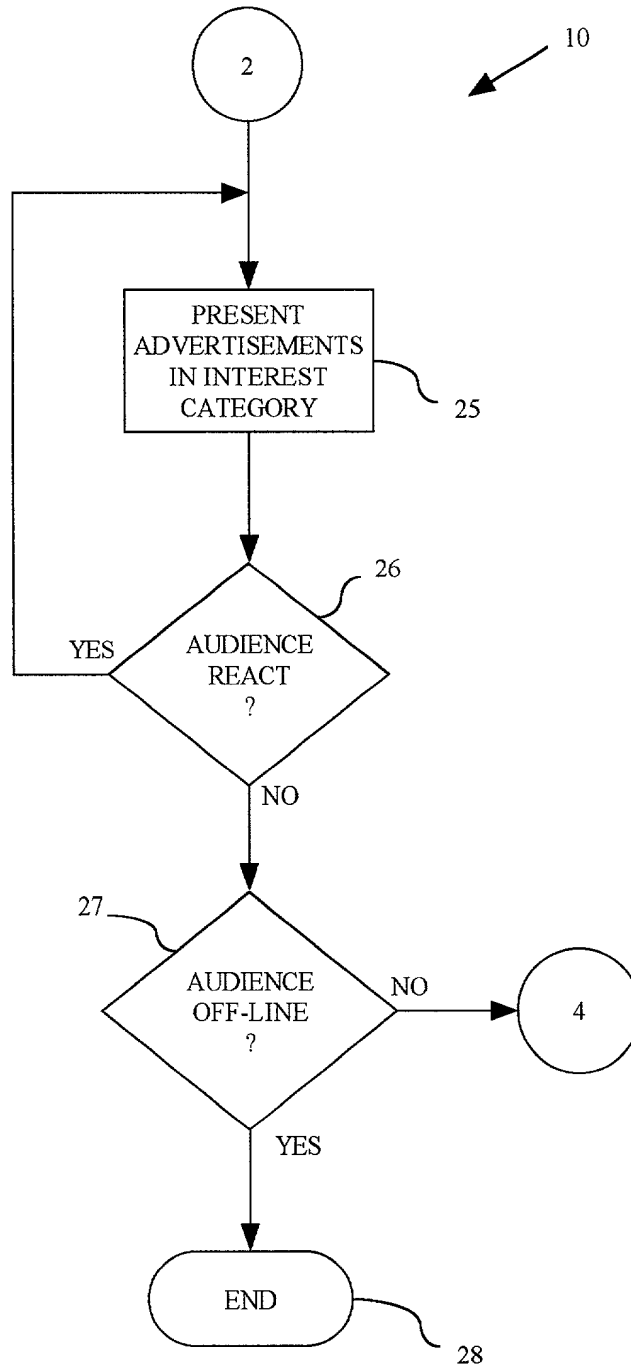 2
10
PRESENT
ADVERTISEMENTS
IN INTEREST
CATEGORY
25
26
YES
AUDIENCE
REACT
?
NO
27
AUDIENCE
OFF-LINE
?
NO
4
YES
END
28